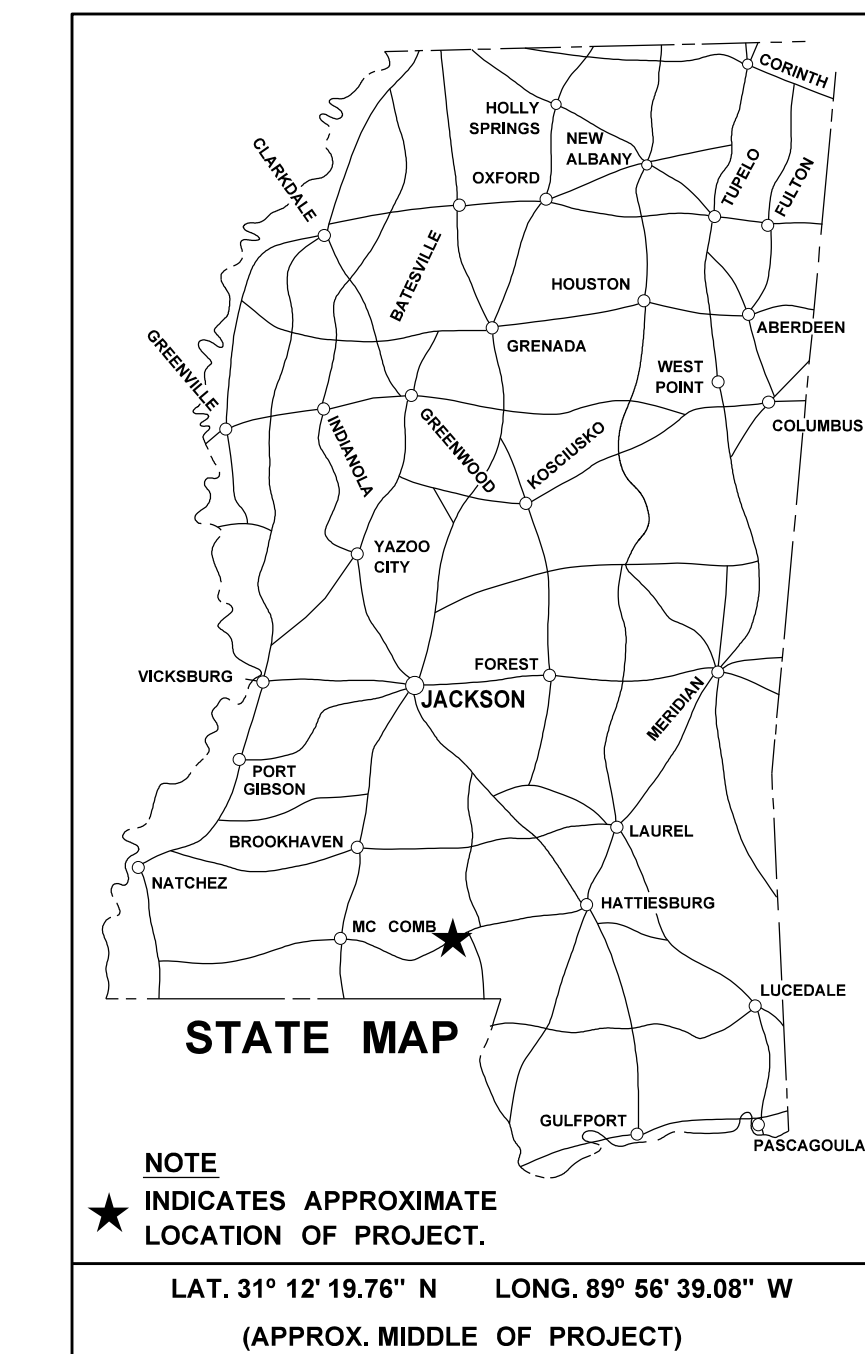 CORINTH
HOLLY
SPRINGS
NEW
ALBANY
CLARKDALE
OXFORD
TUPELO
FULTON
BATESVILLE
HOUSTON
ABERDEEN
GREENVILLE
GRENADA
WEST
POINT
COLUMBUS
INDIANOLA
GREENWOOD
KOSCIUSKO
YAZOO
CITY
VICKSBURG
FOREST
JACKSON
MERIDIAN
PORT
GIBSON
BROOKHAVEN
LAUREL
NATCHEZ
HATTIESBURG
MC COMB
LUCEDALE
STATE MAP
GULFPORT
PASCAGOULA
NOTE
INDICATES APPROXIMATE
LOCATION OF PROJECT.
LAT. 31º 12' 19.76" N LONG. 89º 56' 39.08" W
(APPROX. MIDDLE OF PROJECT)